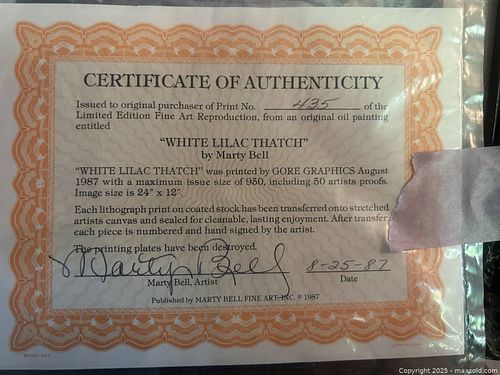 CERTIFICATE OF AUTHENTICITY
Issued to original purchaser of Print No. 435 of the
Limited Edition Fine Art Reproduction, from an original oil painting
entitled
"WHITE LILAC THATCH"
by Marty Bell
"WHITE LILAC THATCH" was printed by GORE GRAPHICS August
1987 with a maximum issue size of 950, including 50 artists proofs.
Image size is 24" x 12".
Each lithograph print on coated stock has been transferred onto stretched
artists canvas and sealed for cleanable, lasting enjoyment. After transfer,
each piece is numbered and hand signed by the artist.
The printing plates have been destroyed.
Marty Bell 8-25-87
Marty Bell, Artist Date
Published by MARTY BELL FINE ART, INC. © 1987
Copyright 2025 - maxsold.com